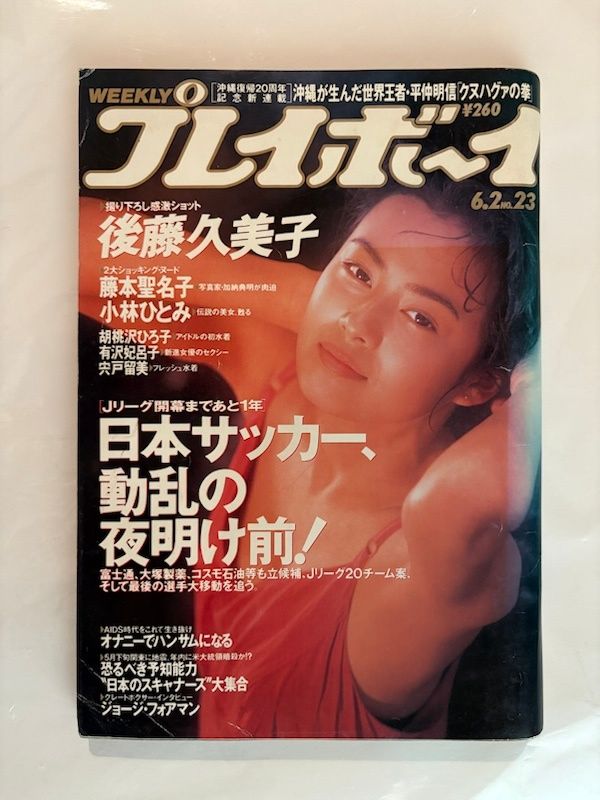 WEEKLY
沖縄復帰20周年
記念新連載
沖縄が生んだ世界王者・平仲明信「クヌハグァの拳」
¥260
プレイボーイ
6.2 NO.23
撮り下ろし感激ショット
後藤久美子
2大ショッキング・ヌード
藤本聖名子 写真家・加納典明が肉迫
小林ひとみ 伝説の美女、甦る
胡桃沢ひろ子 アイドルの初水着
有沢妃呂子 新進女優のセクシー
宍戸留美 フレッシュ水着
[Jリーグ開幕まであと1年]
日本サッカー、
動乱の
夜明け前!
富士通、大塚製薬、コスモ石油等も立候補、Jリーグ20チーム案、
そして最後の選手大移動を追う。
AIDS時代をこれで生き抜け
オナニーでハンサムになる
5月下旬関東に地震、年内に米大統領暗殺か!?
恐るべき予知能力
"日本のスキャナーズ"大集合
グレートボクサー・インタビュー
ジョージ・フォアマン